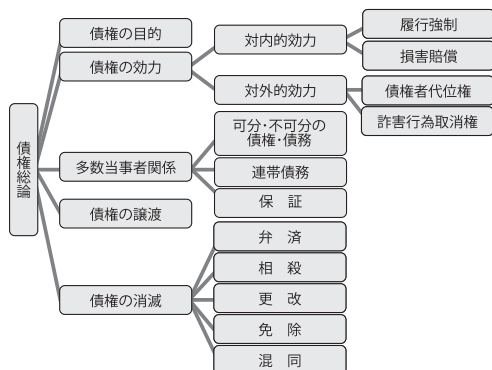 債権総論
債権の目的
債権の効力
対内的効力
履行強制
損害賠償
対外的効力
債権者代位権
詐害行為取消権
多数当事者関係
可分・不可分の
債権・債務
連帯債務
保　証
債権の譲渡
債権の消滅
弁　済
相　殺
更　改
免　除
混　同